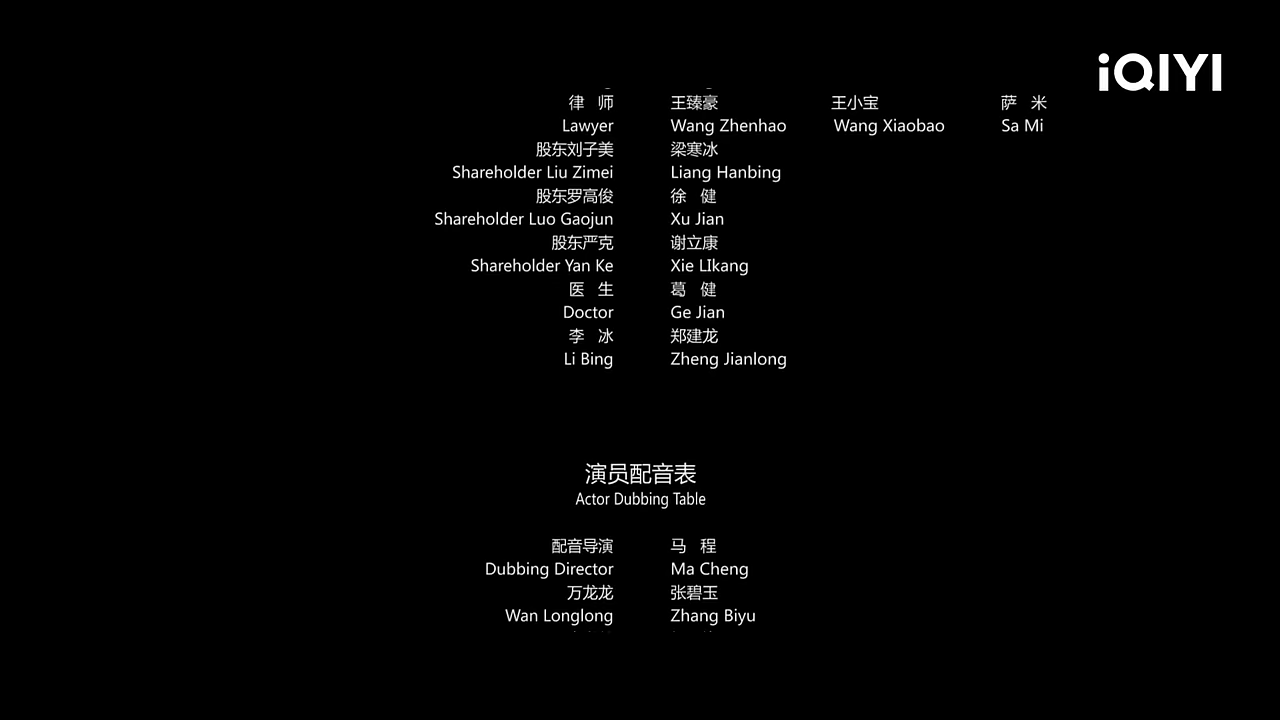 iQIYI
律 师 王臻豪 王小宝 萨 米
Lawyer Wang Zhenhao Wang Xiaobao Sa Mi
股东刘子美 梁寒冰
Shareholder Liu Zimei Liang Hanbing
股东罗高俊 徐 健
Shareholder Luo Gaojun Xu Jian
股东严克 谢立康
Shareholder Yan Ke Xie LIkang
医 生 葛 健
Doctor Ge Jian
李 冰 郑建龙
Li Bing Zheng Jianlong
演员配音表
Actor Dubbing Table
配音导演 马 程
Dubbing Director Ma Cheng
万龙龙 张碧玉
Wan Longlong Zhang Biyu